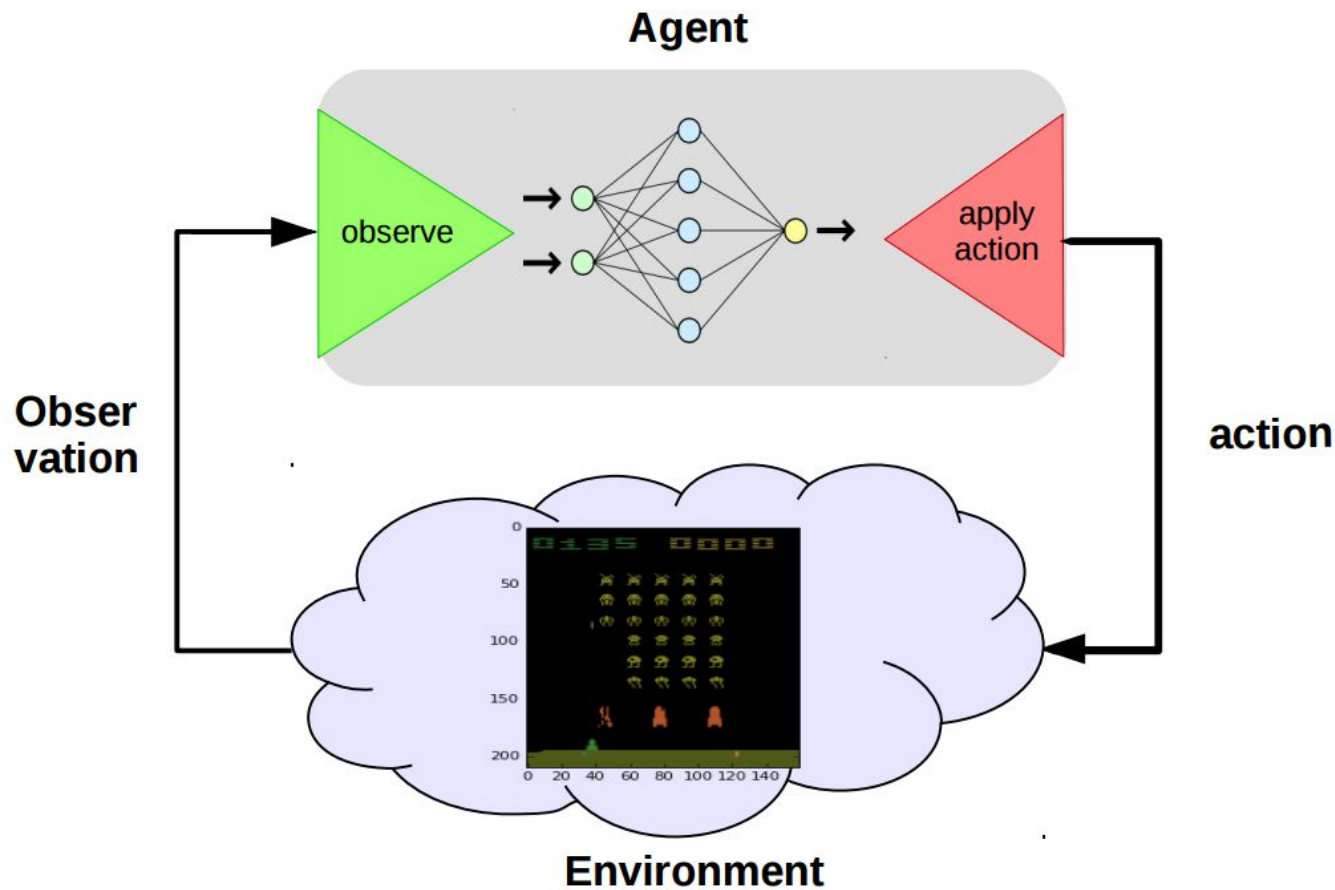 Agent
observe
apply
action
Obser
vation
action
0135 0000
0
50
100
150
200
0 20 40 60 80 100 120 140
Environment